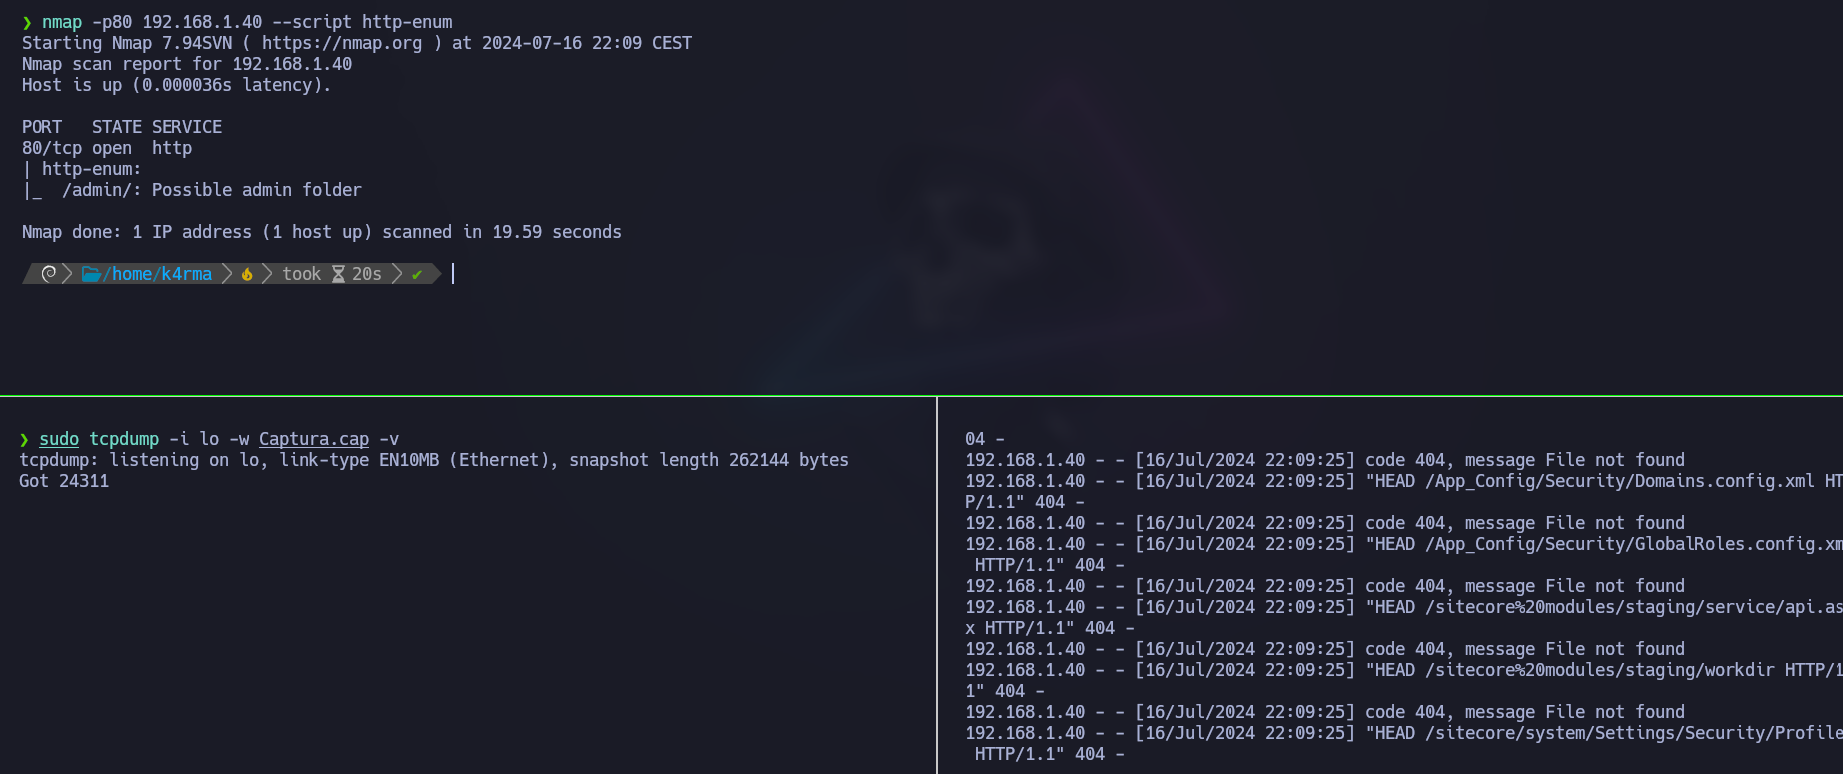 ❯ nmap -p80 192.168.1.40 --script http-enum
Starting Nmap 7.94SVN ( https://nmap.org ) at 2024-07-16 22:09 CEST
Nmap scan report for 192.168.1.40
Host is up (0.000036s latency).
PORT   STATE SERVICE
80/tcp open  http
| http-enum:
|_  /admin/: Possible admin folder
Nmap done: 1 IP address (1 host up) scanned in 19.59 seconds
/home/k4rma took 20s ✔
❯ sudo tcpdump -i lo -w Captura.cap -v
tcpdump: listening on lo, link-type EN10MB (Ethernet), snapshot length 262144 bytes
Got 24311
04 -
192.168.1.40 - - [16/Jul/2024 22:09:25] code 404, message File not found
192.168.1.40 - - [16/Jul/2024 22:09:25] "HEAD /App_Config/Security/Domains.config.xml HT
P/1.1" 404 -
192.168.1.40 - - [16/Jul/2024 22:09:25] code 404, message File not found
192.168.1.40 - - [16/Jul/2024 22:09:25] "HEAD /App_Config/Security/GlobalRoles.config.xm
HTTP/1.1" 404 -
192.168.1.40 - - [16/Jul/2024 22:09:25] code 404, message File not found
192.168.1.40 - - [16/Jul/2024 22:09:25] "HEAD /sitecore%20modules/staging/service/api.as
x HTTP/1.1" 404 -
192.168.1.40 - - [16/Jul/2024 22:09:25] code 404, message File not found
192.168.1.40 - - [16/Jul/2024 22:09:25] "HEAD /sitecore%20modules/staging/workdir HTTP/1
1" 404 -
192.168.1.40 - - [16/Jul/2024 22:09:25] code 404, message File not found
192.168.1.40 - - [16/Jul/2024 22:09:25] "HEAD /sitecore/system/Settings/Security/Profile
HTTP/1.1" 404 -